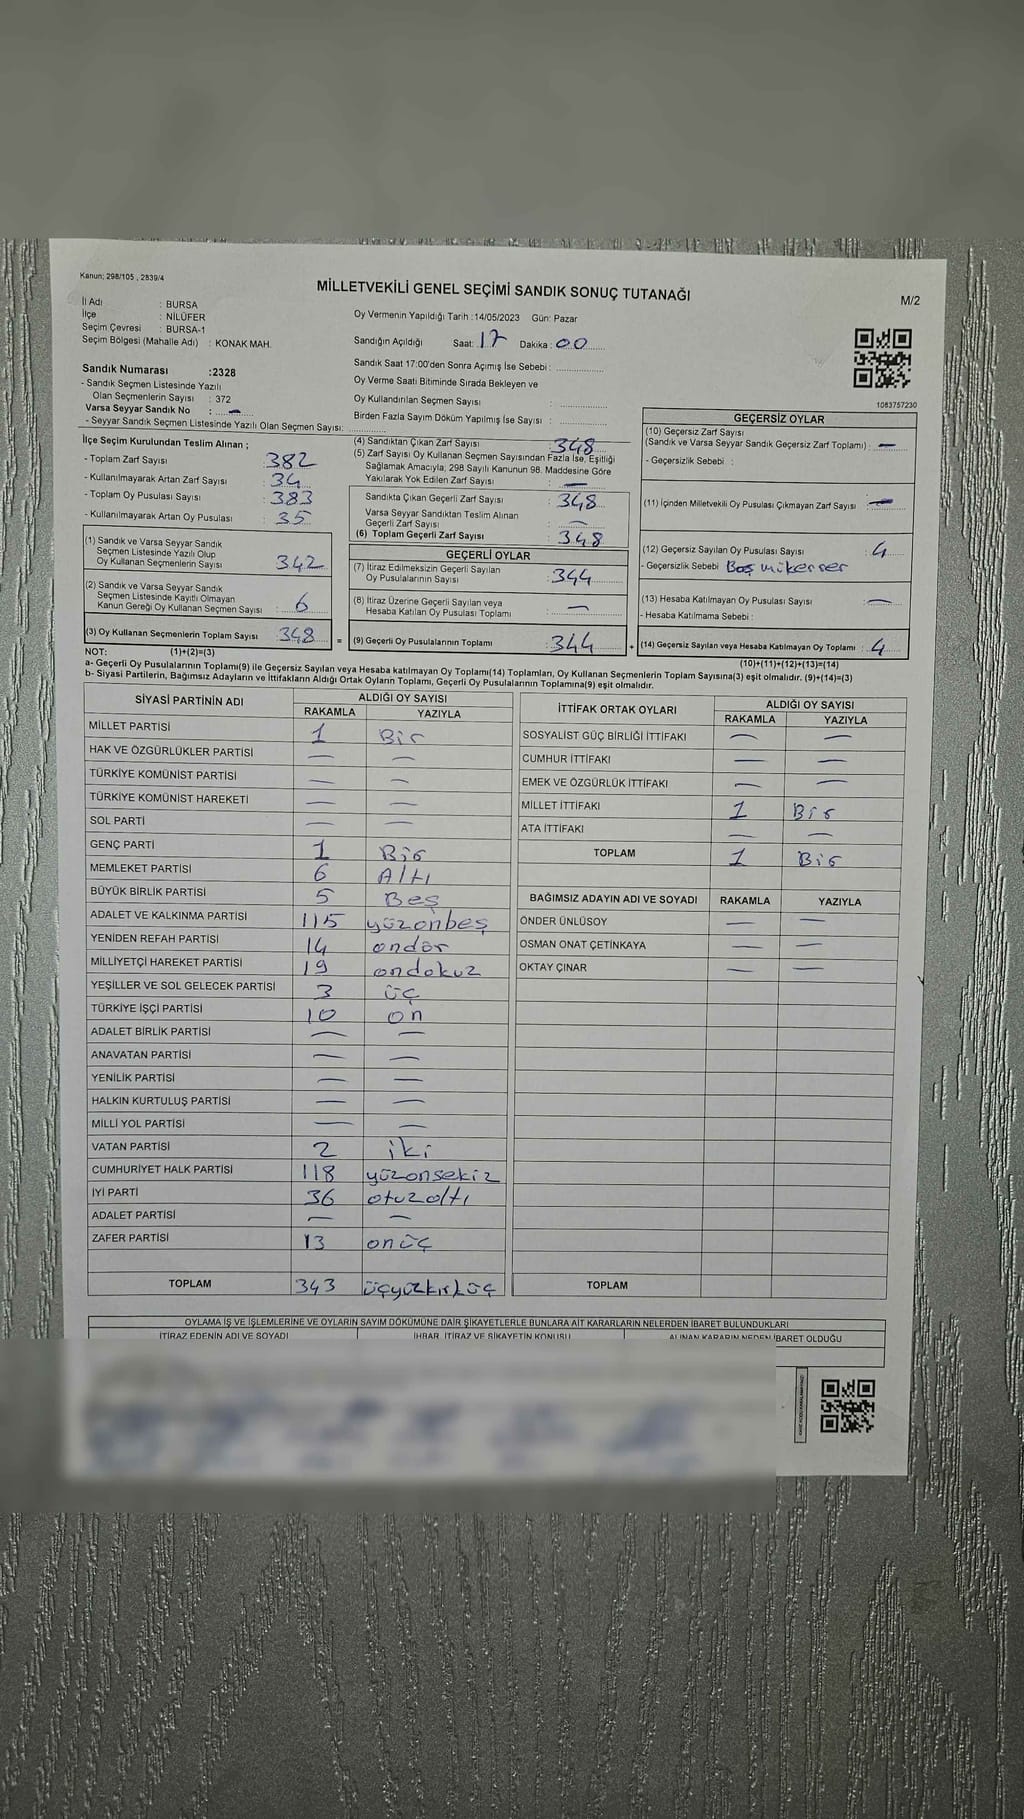 Kanun; 298/105 , 2839/4
MİLLETVEKİLİ GENEL SEÇİMİ SANDIK SONUÇ TUTANAĞI
M/2
İl Adı : BURSA
İlçe : NİLÜFER
Seçim Çevresi : BURSA-1
Seçim Bölgesi (Mahalle Adı) : KONAK MAH.
Sandık Numarası :2328
- Sandık Seçmen Listesinde Yazılı
Olan Seçmenlerin Sayısı : 372
Varsa Seyyar Sandık No : —
- Seyyar Sandık Seçmen Listesinde Yazılı Olan Seçmen Sayısı:
Oy Vermenin Yapıldığı Tarih :14/05/2023 Gün: Pazar
Sandığın Açıldığı Saat: 17 Dakika : 00
Sandık Saat 17:00'den Sonra Açımış İse Sebebi :
Oy Verme Saati Bitiminde Sırada Bekleyen ve
Oy Kullandırılan Seçmen Sayısı :
Birden Fazla Sayım Döküm Yapılmış İse Sayısı :
1083757230
İlçe Seçim Kurulundan Teslim Alınan ;
- Toplam Zarf Sayısı : 382
- Kullanılmayarak Artan Zarf Sayısı : 34
- Toplam Oy Pusulası Sayısı : 383
- Kullanılmayarak Artan Oy Pusulası : 35
(1) Sandık ve Varsa Seyyar Sandık
Seçmen Listesinde Yazılı Olup
Oy Kullanan Seçmenlerin Sayısı : 342
(2) Sandık ve Varsa Seyyar Sandık
Seçmen Listesinde Kayıtlı Olmayan
Kanun Gereği Oy Kullanan Seçmen Sayısı : 6
(3) Oy Kullanan Seçmenlerin Toplam Sayısı : 348
(4) Sandıktan Çıkan Zarf Sayısı : 348
(5) Zarf Sayısı Oy Kullanan Seçmen Sayısından Fazla İse, Eşitliği
Sağlamak Amacıyla; 298 Sayılı Kanunun 98. Maddesine Göre
Yakılarak Yok Edilen Zarf Sayısı : —
Sandıkta Çıkan Geçerli Zarf Sayısı : 348
Varsa Seyyar Sandıktan Teslim Alınan
Geçerli Zarf Sayısı : —
(6) Toplam Geçerli Zarf Sayısı : 348
GEÇERLİ OYLAR
(7) İtiraz Edilmeksizin Geçerli Sayılan
Oy Pusulalarının Sayısı : 344
(8) İtiraz Üzerine Geçerli Sayılan veya
Hesaba Katılan Oy Pusulası Toplamı : —
= (9) Geçerli Oy Pusulalarının Toplamı : 344
GEÇERSİZ OYLAR
(10) Geçersiz Zarf Sayısı
(Sandık ve Varsa Seyyar Sandık Geçersiz Zarf Toplamı) : —
- Geçersizlik Sebebi :
(11) İçinden Milletvekili Oy Pusulası Çıkmayan Zarf Sayısı : —
(12) Geçersiz Sayılan Oy Pusulası Sayısı : 4
- Geçersizlik Sebebi Boş mükerrer
(13) Hesaba Katılmayan Oy Pusulası Sayısı : —
- Hesaba Katılmama Sebebi :
+ (14) Geçersiz Sayılan veya Hesaba Katılmayan Oy Toplamı : 4
NOT: (1)+(2)=(3)
(10)+(11)+(12)+(13)=(14)
a- Geçerli Oy Pusulalarının Toplamı(9) ile Geçersiz Sayılan veya Hesaba katılmayan Oy Toplamı(14) Toplamları, Oy Kullanan Seçmenlerin Toplam Sayısına(3) eşit olmalıdır. (9)+(14)=(3)
b- Siyasi Partilerin, Bağımsız Adayların ve İttifakların Aldığı Ortak Oyların Toplamı, Geçerli Oy Pusulalarının Toplamına(9) eşit olmalıdır.
SİYASİ PARTİNİN ADI ALDIĞI OY SAYISI
RAKAMLA YAZIYLA
MİLLET PARTİSİ 1 Bir
HAK VE ÖZGÜRLÜKLER PARTİSİ — —
TÜRKİYE KOMÜNİST PARTİSİ — —
TÜRKİYE KOMÜNİST HAREKETİ — —
SOL PARTİ — —
GENÇ PARTİ 1 Bir
MEMLEKET PARTİSİ 6 Altı
BÜYÜK BİRLİK PARTİSİ 5 Beş
ADALET VE KALKINMA PARTİSİ 115 yüzonbeş
YENİDEN REFAH PARTİSİ 14 ondör
MİLLİYETÇİ HAREKET PARTİSİ 19 ondokuz
YEŞİLLER VE SOL GELECEK PARTİSİ 3 üç
TÜRKİYE İŞÇİ PARTİSİ 10 on
ADALET BİRLİK PARTİSİ — —
ANAVATAN PARTİSİ — —
YENİLİK PARTİSİ — —
HALKIN KURTULUŞ PARTİSİ — —
MİLLİ YOL PARTİSİ — —
VATAN PARTİSİ 2 iki
CUMHURİYET HALK PARTİSİ 118 yüzonsekiz
İYİ PARTİ 36 otuzaltı
ADALET PARTİSİ — —
ZAFER PARTİSİ 13 onüç
TOPLAM 343 üçyüzkırküç
İTTİFAK ORTAK OYLARI ALDIĞI OY SAYISI
RAKAMLA YAZIYLA
SOSYALİST GÜÇ BİRLİĞİ İTTİFAKI — —
CUMHUR İTTİFAKI — —
EMEK VE ÖZGÜRLÜK İTTİFAKI — —
MİLLET İTTİFAKI 1 Bir
ATA İTTİFAKI — —
TOPLAM 1 Bir
BAĞIMSIZ ADAYIN ADI VE SOYADI RAKAMLA YAZIYLA
ÖNDER ÜNLÜSOY — —
OSMAN ONAT ÇETİNKAYA — —
OKTAY ÇINAR — —
TOPLAM
OYLAMA İŞ VE İŞLEMLERİNE VE OYLARIN SAYIM DÖKÜMÜNE DAİR ŞİKAYETLERLE BUNLARA AİT KARARLARIN NELERDEN İBARET BULUNDUKLARI
İTİRAZ EDENİN ADI VE SOYADI İHBAR, İTİRAZ VE ŞİKAYETİN KONUSU ALINAN KARARIN NEDEN İBARET OLDUĞU